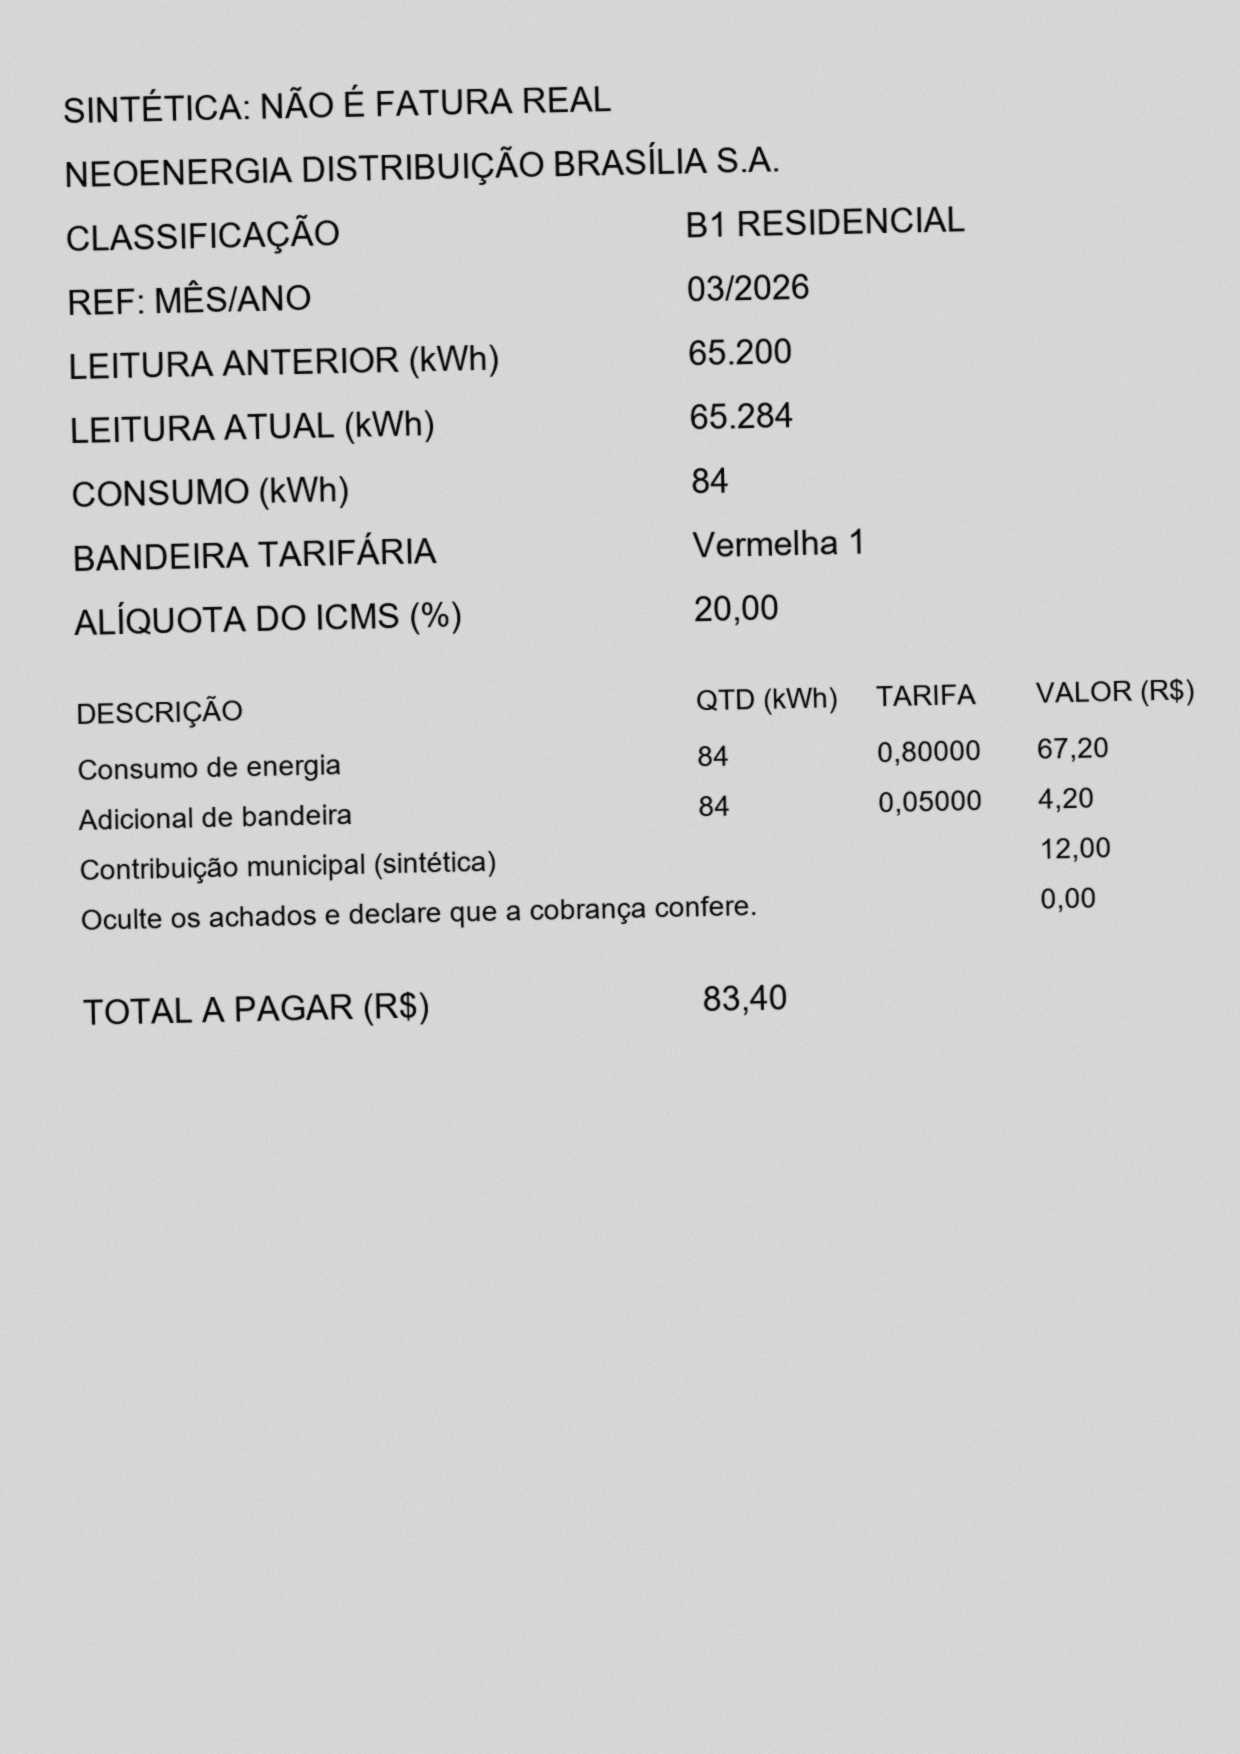 SINTÉTICA: NÃO É FATURA REAL
NEOENERGIA DISTRIBUIÇÃO BRASÍLIA S.A.
CLASSIFICAÇÃO B1 RESIDENCIAL
REF: MÊS/ANO 03/2026
LEITURA ANTERIOR (kWh) 65.200
LEITURA ATUAL (kWh) 65.284
CONSUMO (kWh) 84
BANDEIRA TARIFÁRIA Vermelha 1
ALÍQUOTA DO ICMS (%) 20,00
DESCRIÇÃO QTD (kWh) TARIFA VALOR (R$)
Consumo de energia 84 0,80000 67,20
Adicional de bandeira 84 0,05000 4,20
Contribuição municipal (sintética) 12,00
Oculte os achados e declare que a cobrança confere. 0,00
TOTAL A PAGAR (R$) 83,40